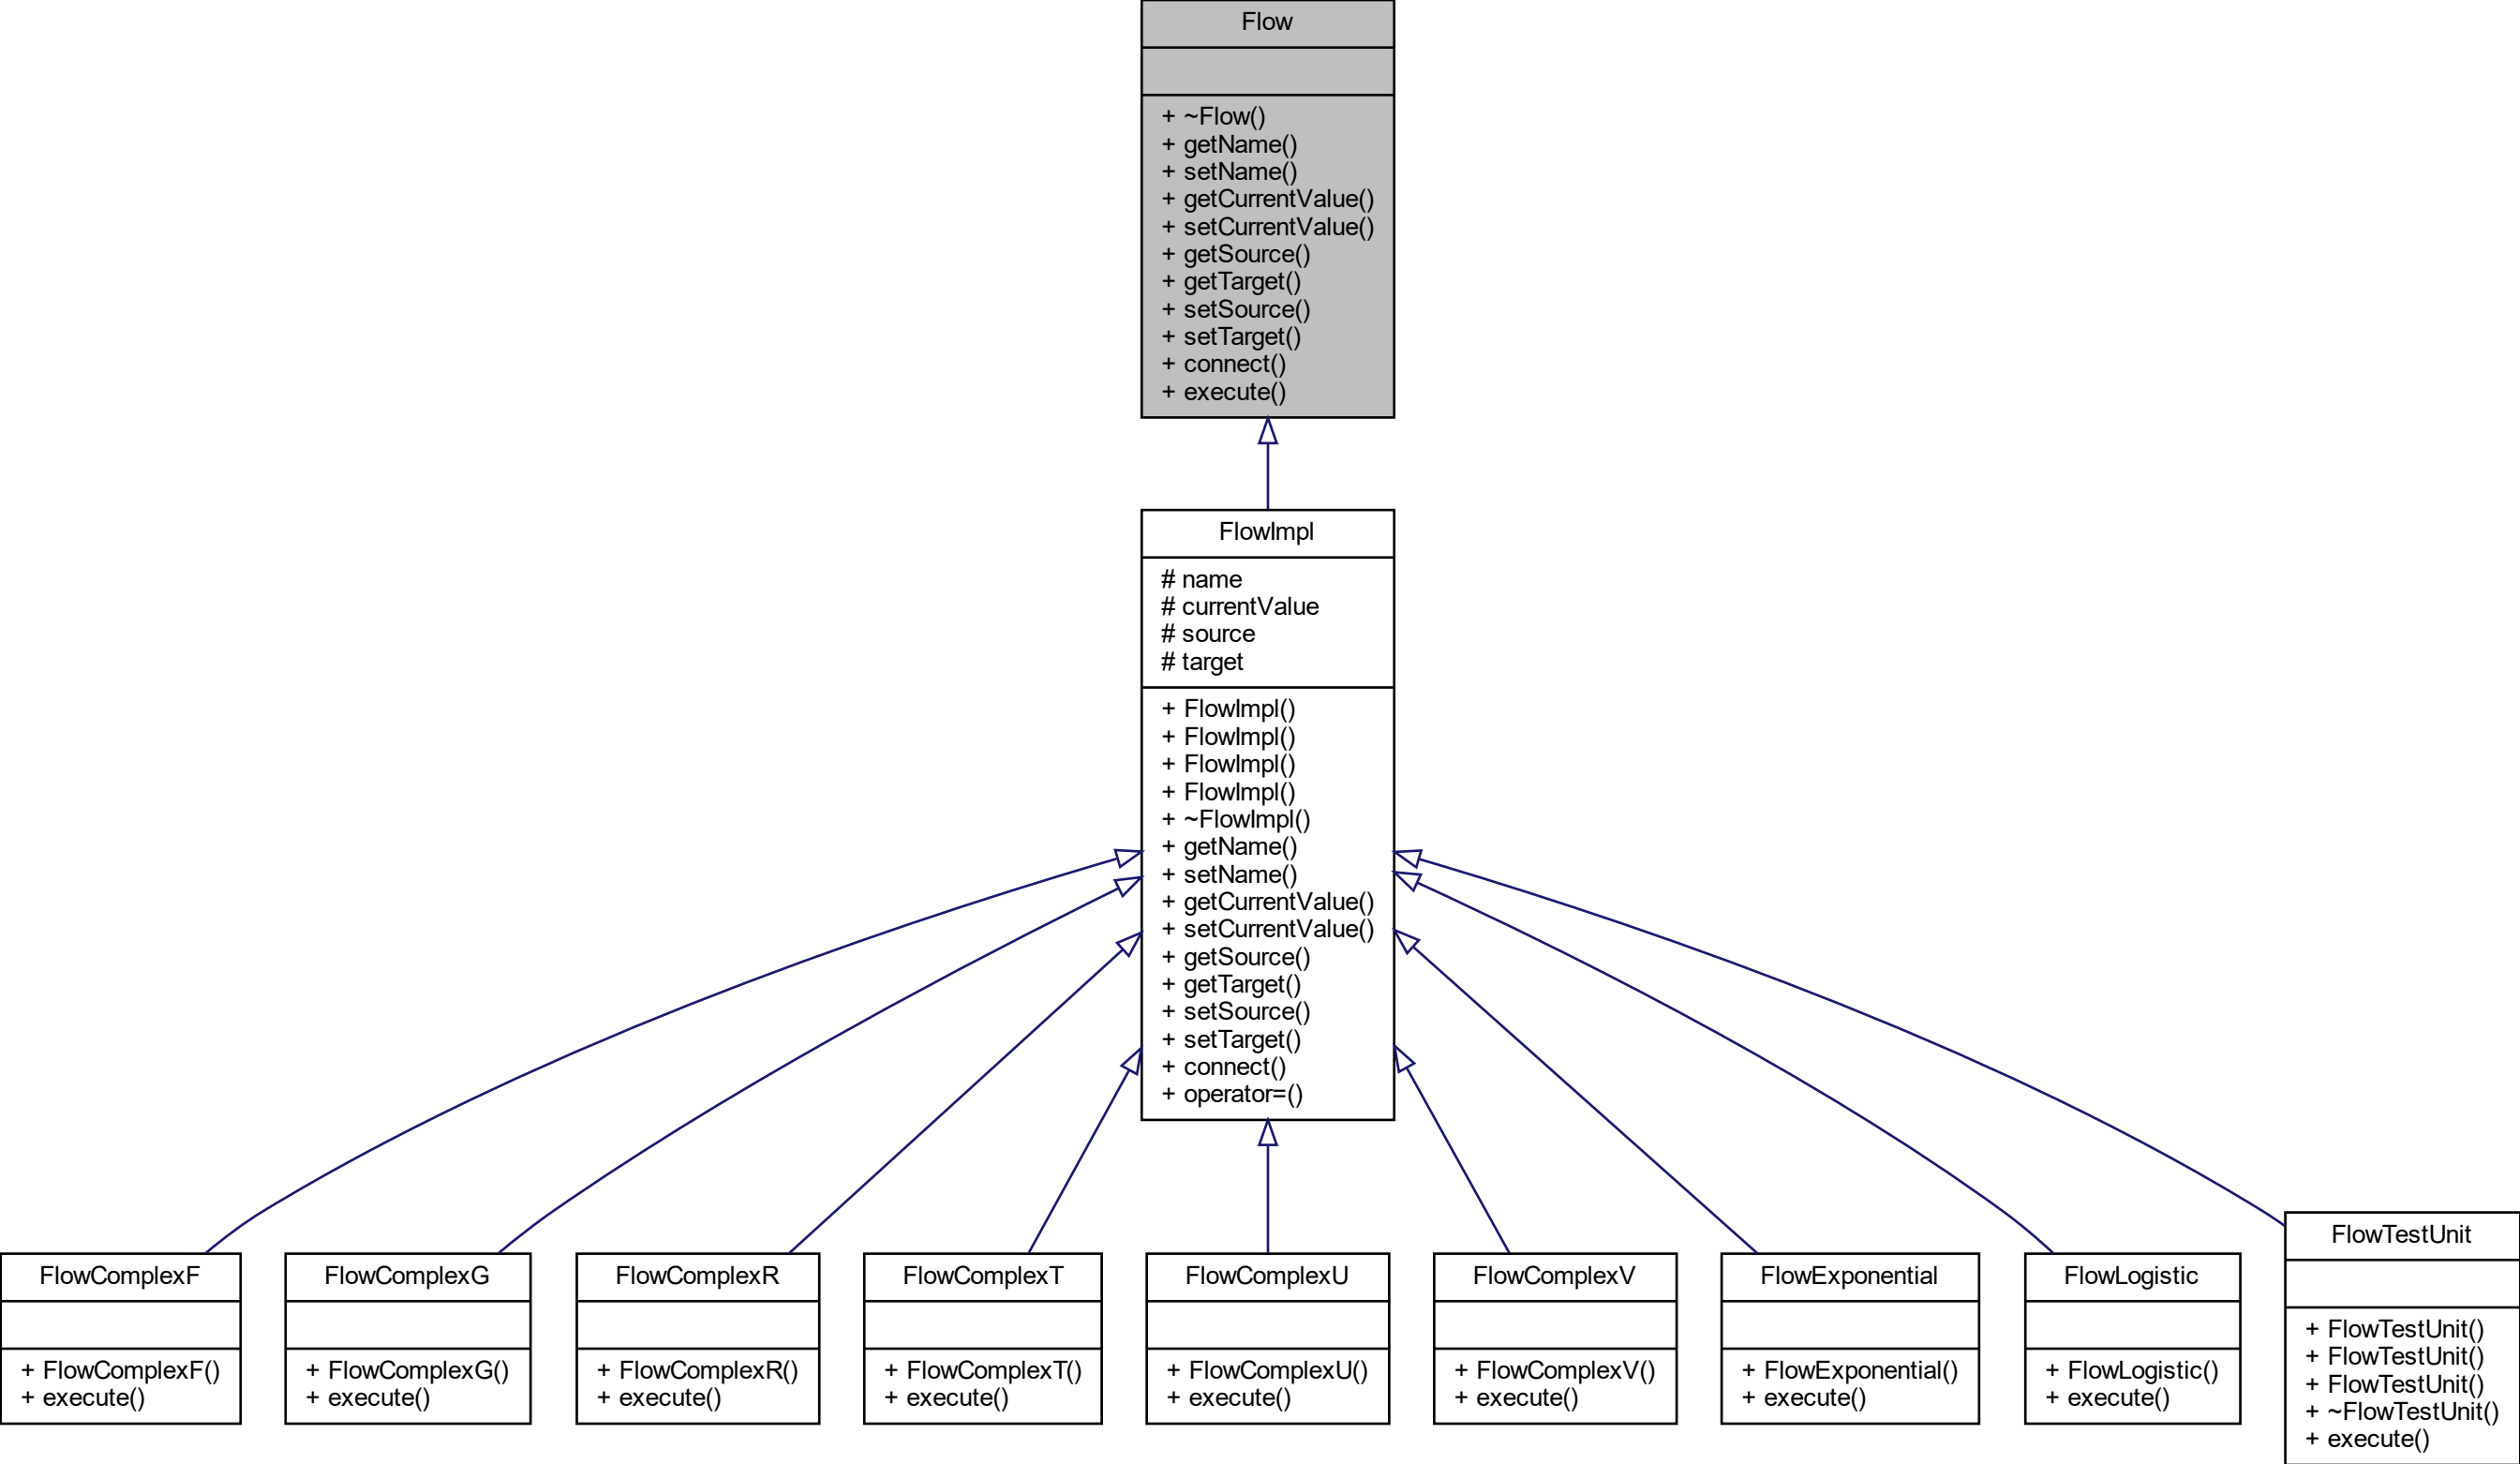 Flow
+ ~Flow()
+ getName()
+ setName()
+ getCurrentValue()
+ setCurrentValue()
+ getSource()
+ getTarget()
+ setSource()
+ setTarget()
+ connect()
+ execute()
FlowImpl
# name
# currentValue
# source
# target
+ FlowImpl()
+ FlowImpl()
+ FlowImpl()
+ FlowImpl()
+ ~FlowImpl()
+ getName()
+ setName()
+ getCurrentValue()
+ setCurrentValue()
+ getSource()
+ getTarget()
+ setSource()
+ setTarget()
+ connect()
+ operator=()
FlowComplexF
+ FlowComplexF()
+ execute()
FlowComplexG
+ FlowComplexG()
+ execute()
FlowComplexR
+ FlowComplexR()
+ execute()
FlowComplexT
+ FlowComplexT()
+ execute()
FlowComplexU
+ FlowComplexU()
+ execute()
FlowComplexV
+ FlowComplexV()
+ execute()
FlowExponential
+ FlowExponential()
+ execute()
FlowLogistic
+ FlowLogistic()
+ execute()
FlowTestUnit
+ FlowTestUnit()
+ FlowTestUnit()
+ FlowTestUnit()
+ ~FlowTestUnit()
+ execute()